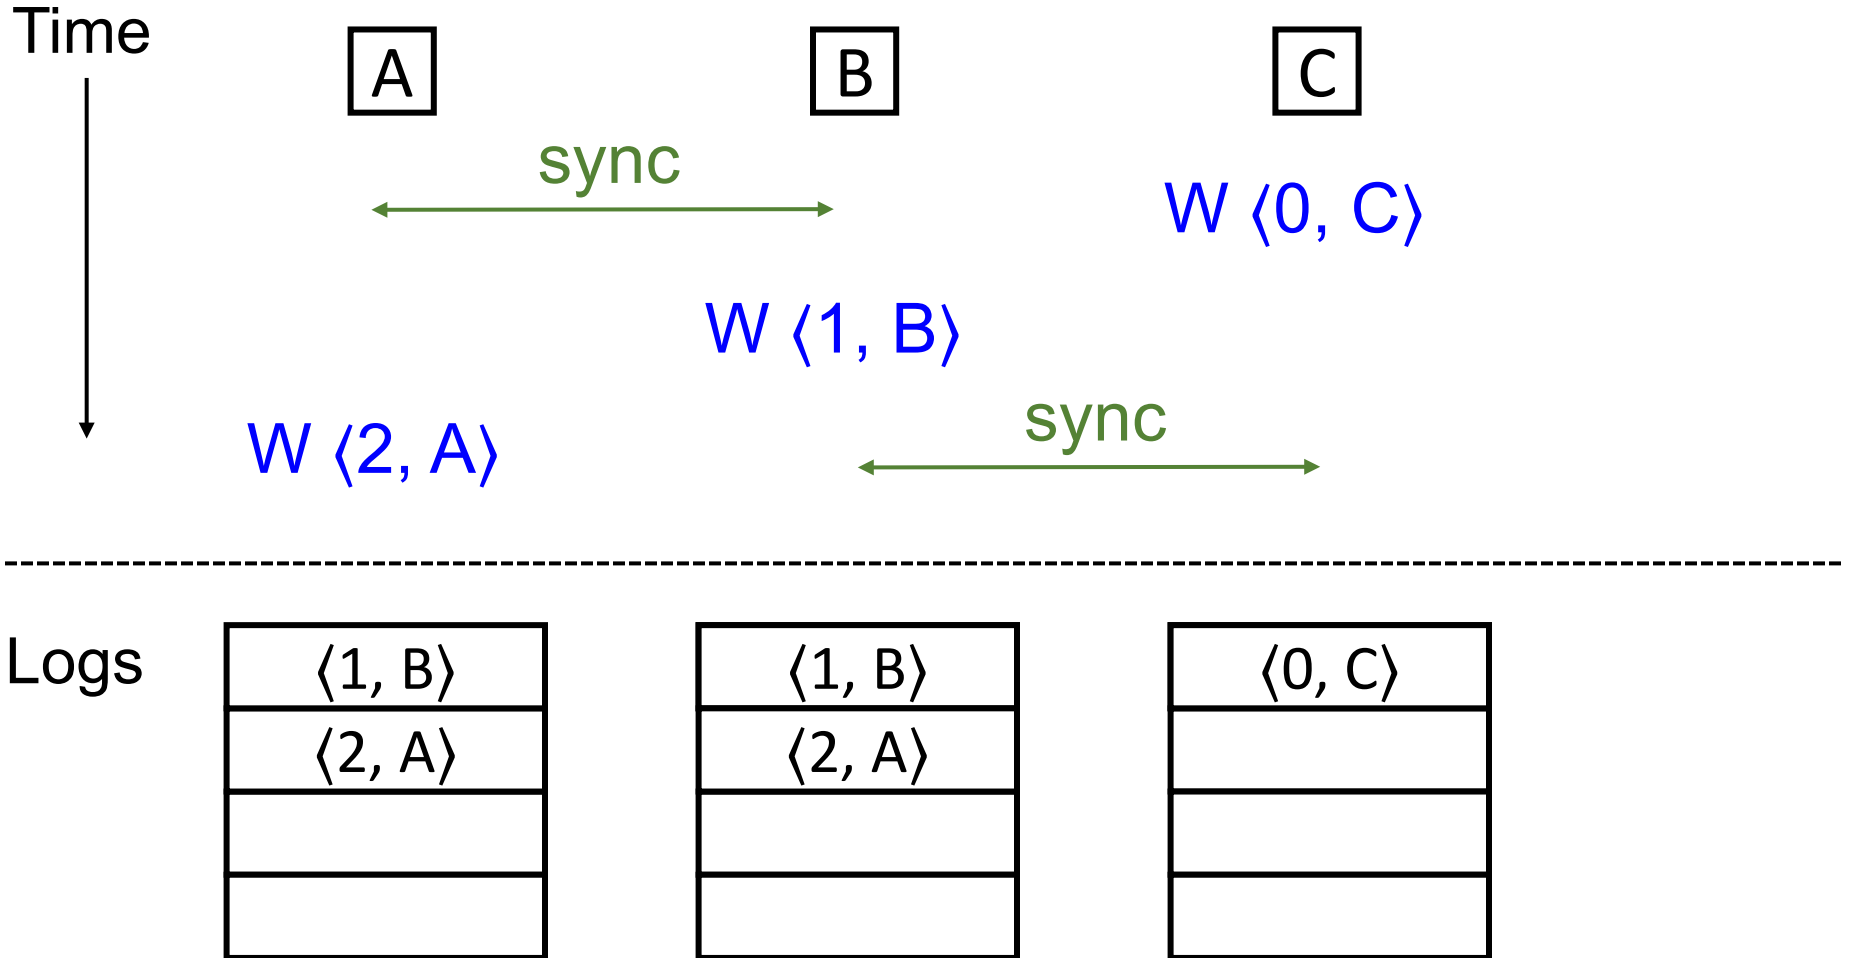 Time
A
B
C
sync
W ⟨0, C⟩
W ⟨1, B⟩
sync
W ⟨2, A⟩
Logs
⟨1, B⟩
⟨1, B⟩
⟨0, C⟩
⟨2, A⟩
⟨2, A⟩